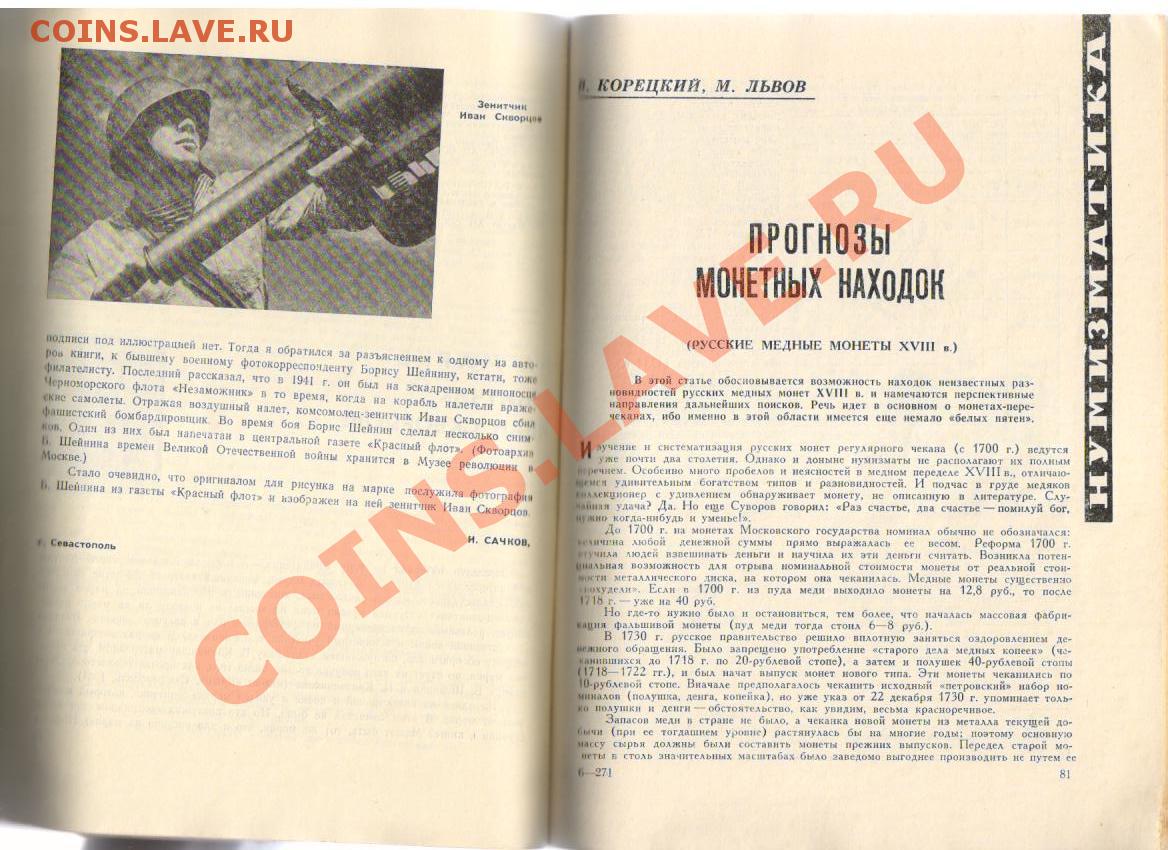 COINS.LAVE.RU
Зенитчик
Иван Скворцов
подписи под иллюстрацией нет. Тогда я обратился за разъяснением к одному из авто-
ров книги, к бывшему военному фотокорреспонденту Борису Шейнину, кстати, тоже
филателисту. Последний рассказал, что в 1941 г. он был на эскадренном миноносце
Черноморского флота «Незаможник» в то время, когда на корабль налетели враже-
ские самолеты. Отражая воздушный налет, комсомолец-зенитчик Иван Скворцов сбил
фашистский бомбардировщик. Во время боя Борис Шейнин сделал несколько сним-
ков. Один из них был напечатан в центральной газете «Красный флот». (Фотоархив
Б. Шейнина времен Великой Отечественной войны хранится в Музее революции в
Москве.)
Стало очевидно, что оригиналом для рисунка на марке послужила фотография
Б. Шейнина из газеты «Красный флот» и изображен на ней зенитчик Иван Скворцов.
И. САЧКОВ,
г. Севастополь
КОРЕЦКИЙ, М. ЛЬВОВ
НУМИЗМАТИКА
ПРОГНОЗЫ
МОНЕТНЫХ НАХОДОК
(РУССКИЕ МЕДНЫЕ МОНЕТЫ XVIII в.)
В этой статье обосновывается возможность находок неизвестных раз-
новидностей русских медных монет XVIII в. и намечаются перспективные
направления дальнейших поисков. Речь идет в основном о монетах-пере-
чеканах, ибо именно в этой области имеется еще немало «белых пятен».
Изучение и систематизация русских монет регулярного чекана (с 1700 г.) ведутся
уже почти два столетия. Однако и доныне нумизматы не располагают их полным
перечнем. Особенно много пробелов и неясностей в медном переделе XVIII в., отличаю-
щемся удивительным богатством типов и разновидностей. И подчас в груде медяков
коллекционер с удивлением обнаруживает монету, не описанную в литературе. Слу-
чайная удача? Да. Но еще Суворов говорил: «Раз счастье, два счастье — помилуй бог,
нужно когда-нибудь и уменье!».
До 1700 г. на монетах Московского государства номинал обычно не обозначался:
величина любой денежной суммы прямо выражалась ее весом. Реформа 1700 г.
отучила людей взвешивать деньги и научила их эти деньги считать. Возникла потен-
циальная возможность для отрыва номинальной стоимости монеты от реальной стои-
мости металлического диска, на котором она чеканилась. Медные монеты существенно
«похудели». Если в 1700 г. из пуда меди выходило монеты на 12,8 руб., то после
1718 г. — уже на 40 руб.
Но где-то нужно было и остановиться, тем более, что началась массовая фабри-
кация фальшивой монеты (пуд меди тогда стоил 6—8 руб.).
В 1730 г. русское правительство решило вплотную заняться оздоровлением де-
нежного обращения. Было запрещено употребление «старого дела медных копеек» (че-
канившихся до 1718 г. по 20-рублевой стопе), а затем и полушек 40-рублевой стопы
(1718—1722 гг.), и был начат выпуск монет нового типа. Эти монеты чеканились по
10-рублевой стопе. Вначале предполагалось чеканить исходный «петровский» набор но-
миналов (полушка, денга, копейка), но уже указ от 22 декабря 1730 г. упоминает толь-
ко полушки и денги — обстоятельство, как увидим, весьма красноречивое.
Запасов меди в стране не было, а чеканка новой монеты из металла текущей до-
бычи (при ее тогдашнем уровне) растянулась бы на многие годы; поэтому основную
массу сырья должны были составить монеты прежних выпусков. Передел старой мо-
неты в столь значительных масштабах было заведомо выгоднее производить не путем ее
6—271
81
COINS.LAVE.RU